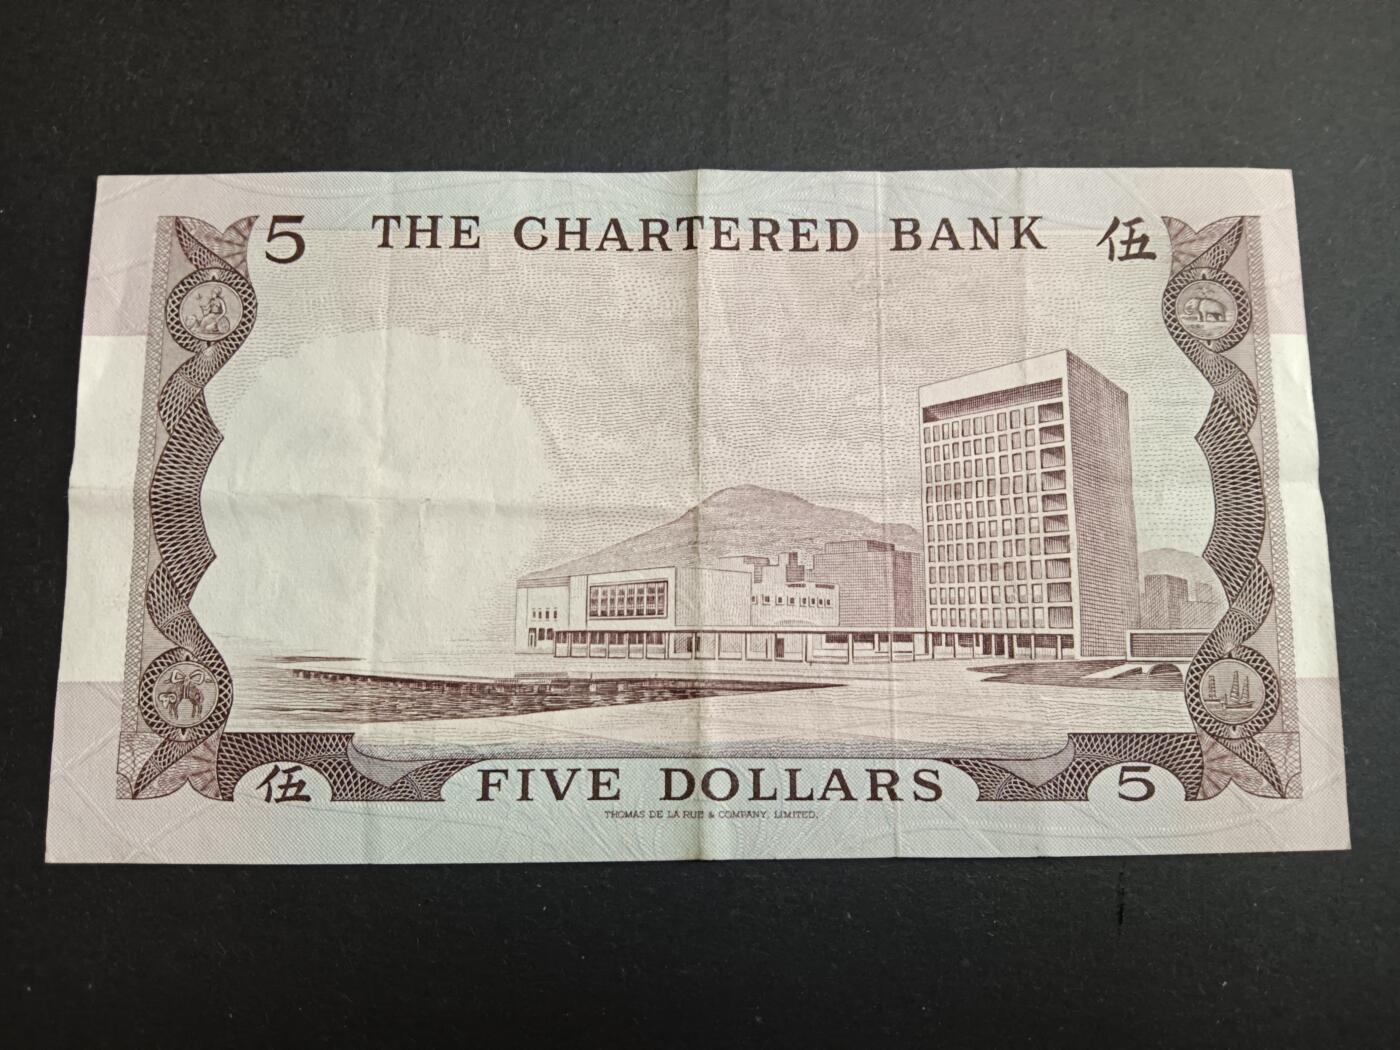 5 THE CHARTERED BANK 伍
伍 FIVE DOLLARS 5
THOMAS DE LA RUE & COMPANY, LIMITED.